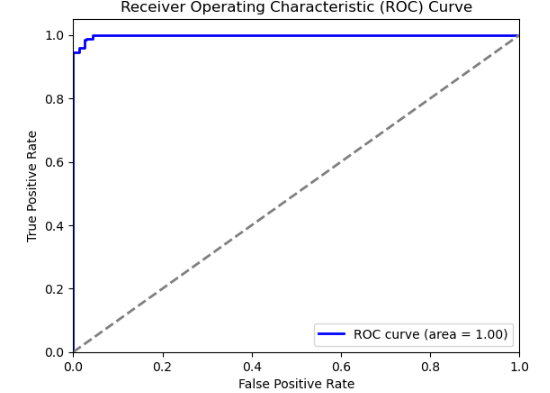 Receiver Operating Characteristic (ROC) Curve
1.0
0.8
0.6
0.4
0.2
0.0
True Positive Rate
ROC curve (area = 1.00)
0.0 0.2 0.4 0.6 0.8 1.0
False Positive Rate